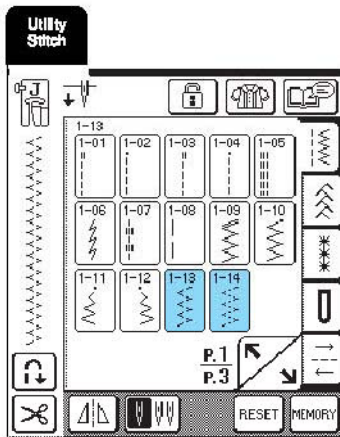 Utility
Stitch
J
1-13
1-01 1-02 1-03 1-04 1-05
1-06 1-07 1-08 1-09 1-10
1-11 1-12 1-13 1-14
P.1
P.3
RESET MEMORY